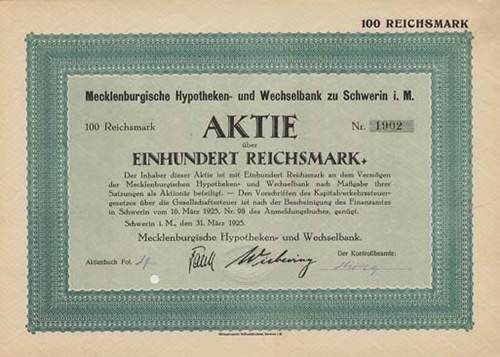 100 REICHSMARK
Mecklenburgische Hypotheken- und Wechselbank zu Schwerin i. M.
100 Reichsmark AKTIE Nr. 1902
über
EINHUNDERT REICHSMARK.
Der Inhaber dieser Aktie ist mit Einhundert Reichsmark an dem Vermögen
der Mecklenburgischen Hypotheken- und Wechselbank nach Maßgabe ihrer
Satzungen als Aktionär beteiligt. — Den Vorschriften des Kapitalverkehrssteuer-
gesetzes über die Gesellschaftssteuer ist nach der Bescheinigung des Finanzamtes
in Schwerin vom 16. März 1925, Nr. 98 des Anmeldungsbuches, genügt.
Schwerin i. M., den 31. März 1925.
Mecklenburgische Hypotheken- und Wechselbank.
Aktienbuch Fol. Der Kontrollbeamte: